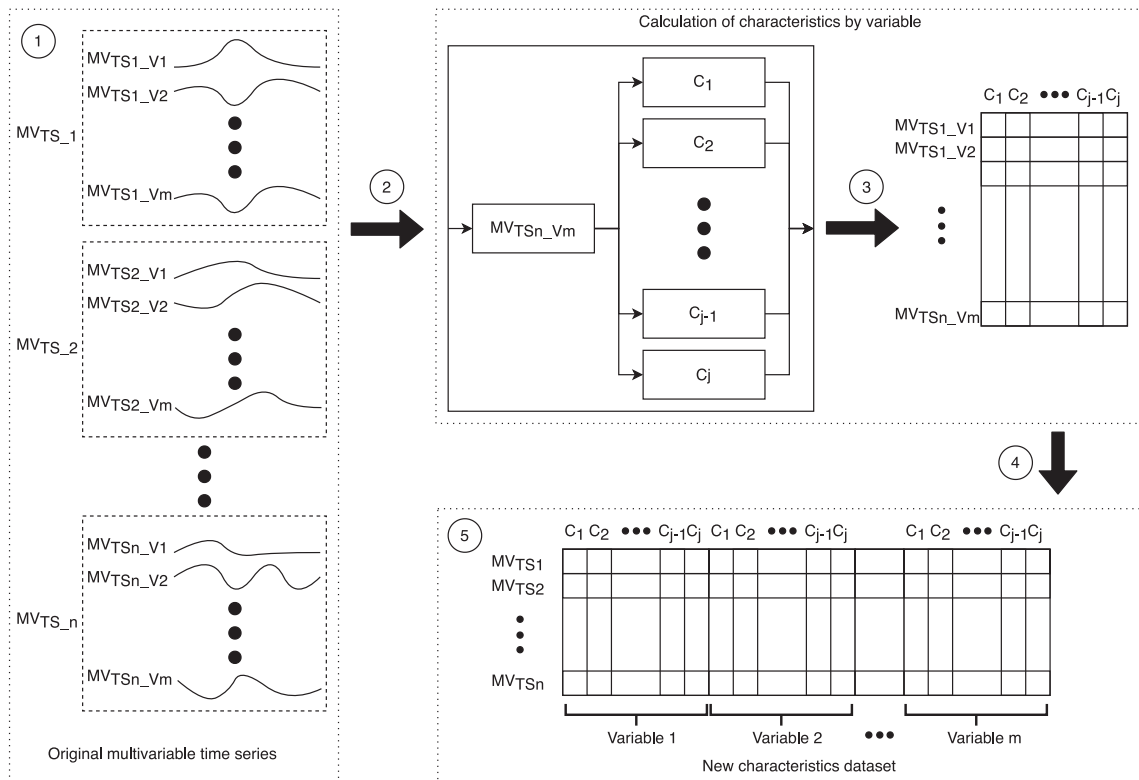 1
MVTS_1
MVTS1_V1
MVTS1_V2
MVTS1_Vm
MVTS_2
MVTS2_V1
MVTS2_V2
MVTS2_Vm
MVTS_n
MVTSn_V1
MVTSn_V2
MVTSn_Vm
Original multivariable time series
2
Calculation of characteristics by variable
MVTSn_Vm
C1
C2
Cj-1
Cj
3
C1 C2 Cj-1 Cj
MVTS1_V1
MVTS1_V2
MVTSn_Vm
4
5
C1 C2 Cj-1 Cj C1 C2 Cj-1 Cj C1 C2 Cj-1 Cj
MVTS1
MVTS2
MVTSn
Variable 1 Variable 2 Variable m
New characteristics dataset